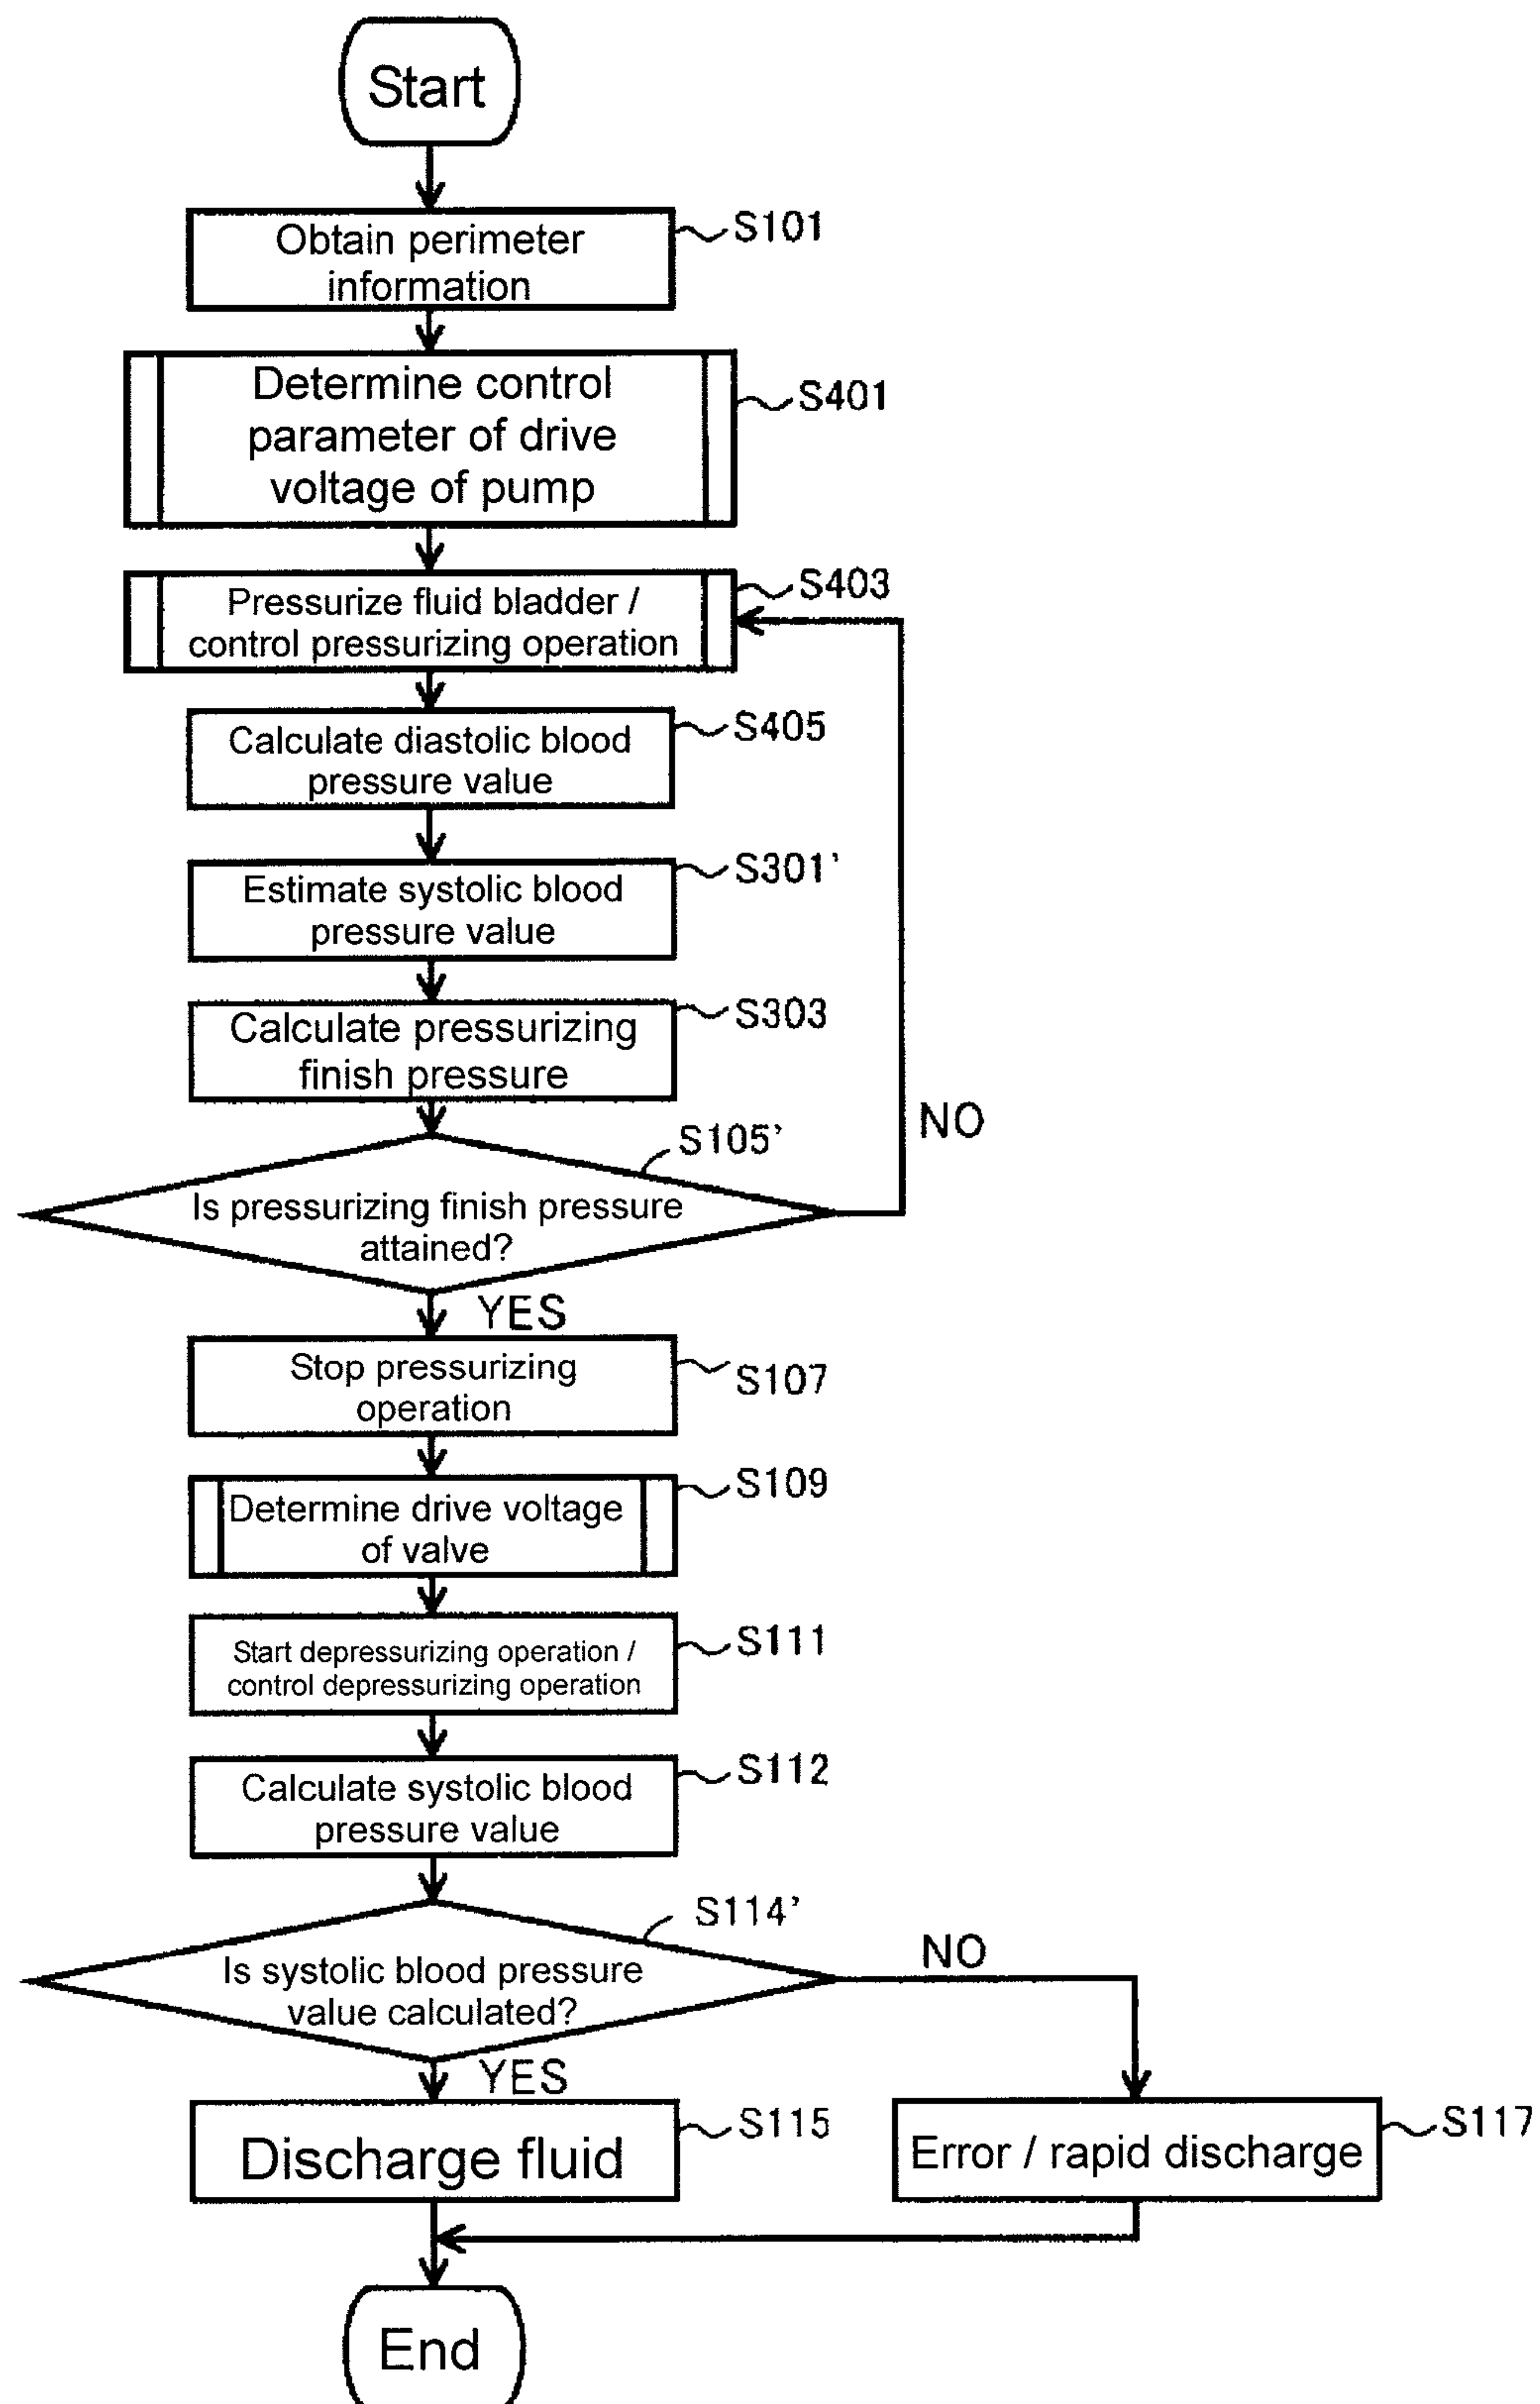 Start
Obtain perimeter
information
S101
Determine control
parameter of drive
voltage of pump
S401
Pressurize fluid bladder /
control pressurizing operation
S403
Calculate diastolic blood
pressure value
S405
Estimate systolic blood
pressure value
S301'
Calculate pressurizing
finish pressure
S303
S105'
Is pressurizing finish pressure
attained?
NO
YES
Stop pressurizing
operation
S107
Determine drive voltage
of valve
S109
Start depressurizing operation /
control depressurizing operation
S111
Calculate systolic blood
pressure value
S112
S114'
Is systolic blood pressure
value calculated?
NO
YES
Discharge fluid
S115
Error / rapid discharge
S117
End